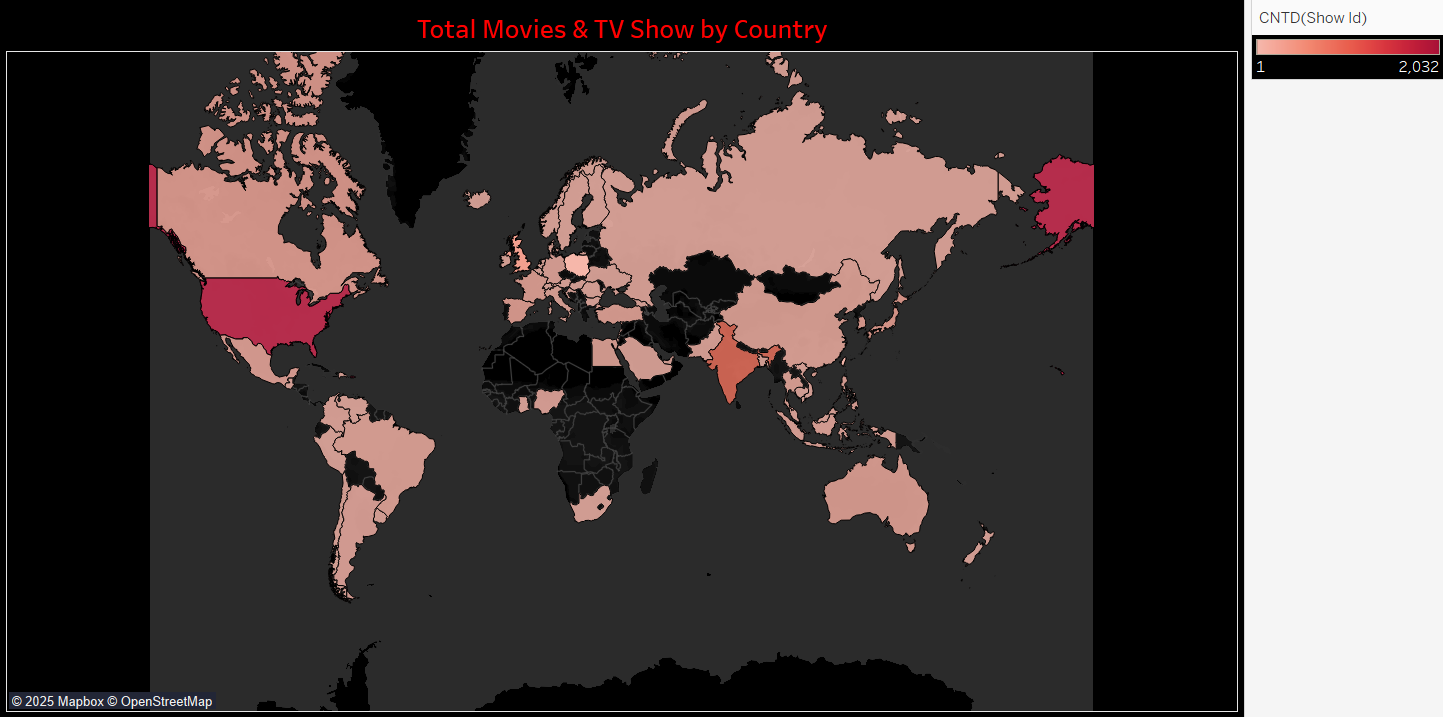 Total Movies & TV Show by Country
CNTD(Show Id)
1 2,032
© 2025 Mapbox © OpenStreetMap